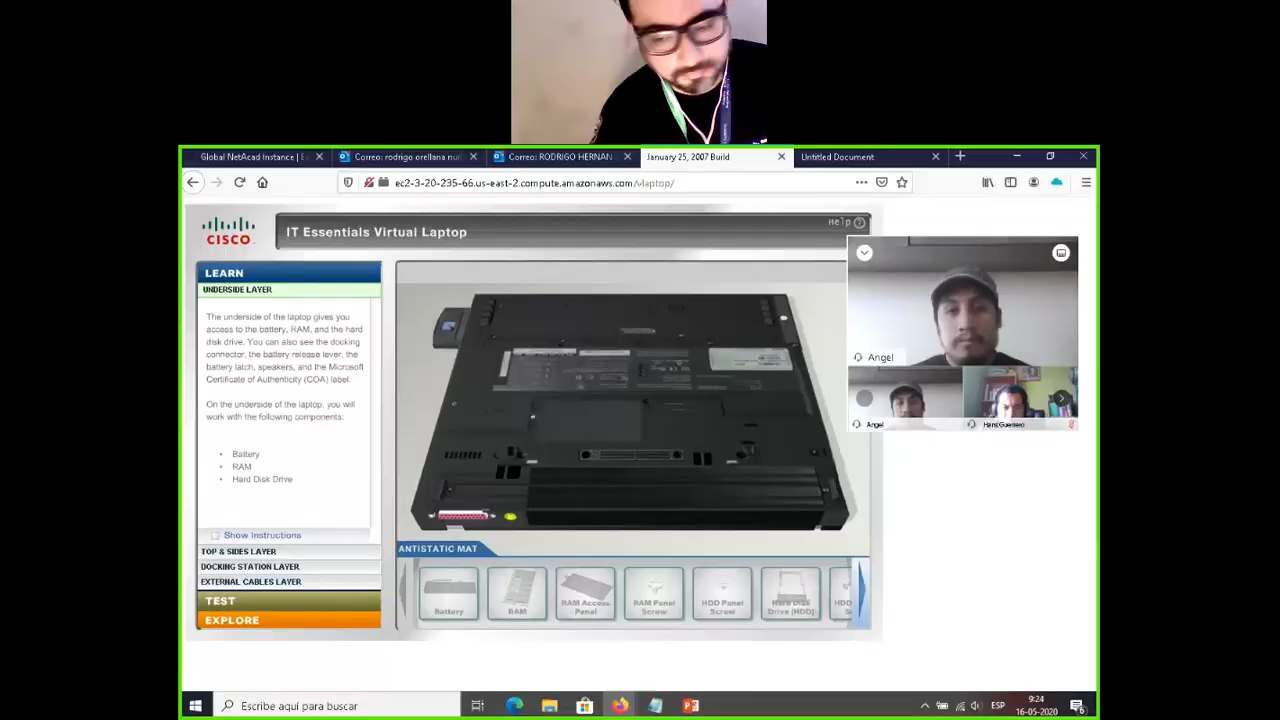 Global NetAcad Instance | E
Correo: rodrigo orellana nu
Correo: RODRIGO HERNAN
January 25, 2007 Build
Untitled Document
ec2-3-20-235-66.us-east-2.compute.amazonaws.com/vlaptop/
CISCO
IT Essentials Virtual Laptop
Help
LEARN
UNDERSIDE LAYER
The underside of the laptop gives you
access to the battery, RAM, and the hard
disk drive. You can also see the docking
connector, the battery release lever, the
battery latch, speakers, and the Microsoft
Certificate of Authenticity (COA) label.
On the underside of the laptop, you will
work with the following components:
• Battery
• RAM
• Hard Disk Drive
Show Instructions
TOP & SIDES LAYER
DOCKING STATION LAYER
EXTERNAL CABLES LAYER
TEST
EXPLORE
ANTISTATIC MAT
Battery
RAM
RAM Access
Panel
RAM Panel
Screw
HDD Panel
Screw
Hard Disk
Drive (HDD)
HDD
Angel
Angel
Hans Guerrero
Escribe aquí para buscar
ESP
9:24
16-05-2020